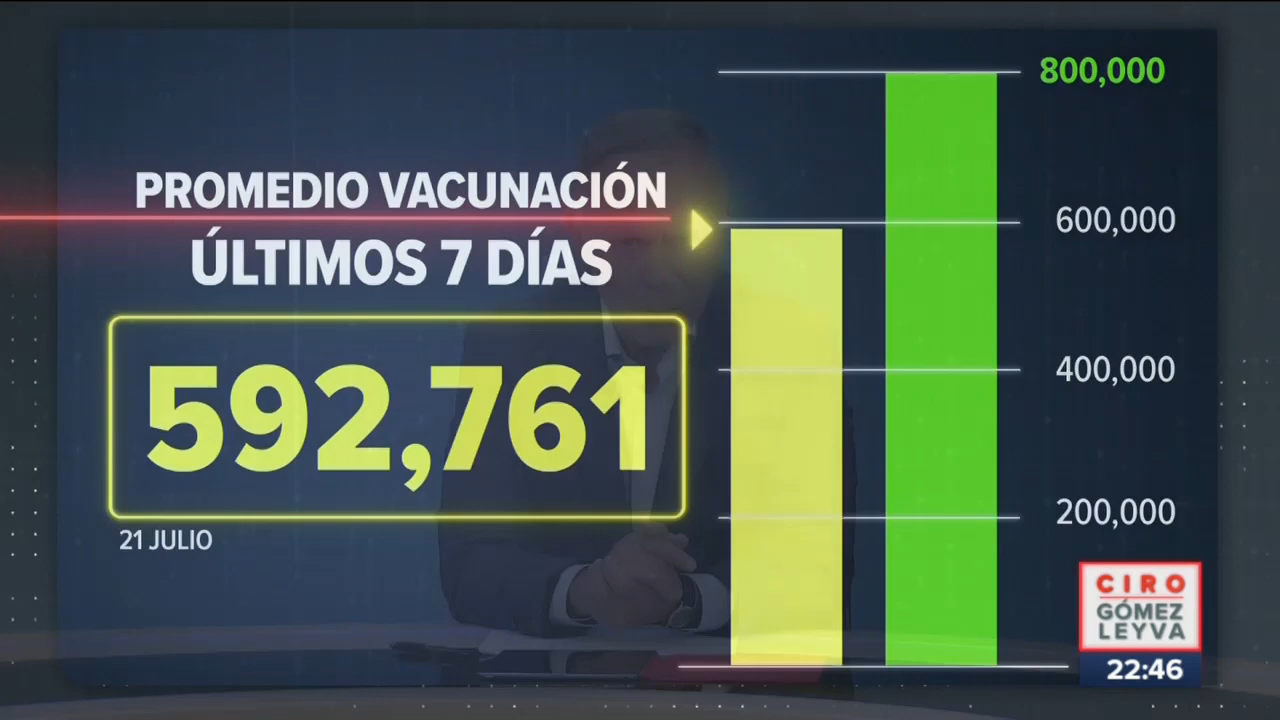 PROMEDIO VACUNACIÓN
ÚLTIMOS 7 DÍAS
592,761
21 JULIO
800,000
600,000
400,000
200,000
CIRO
GÓMEZ
LEYVA
22:46